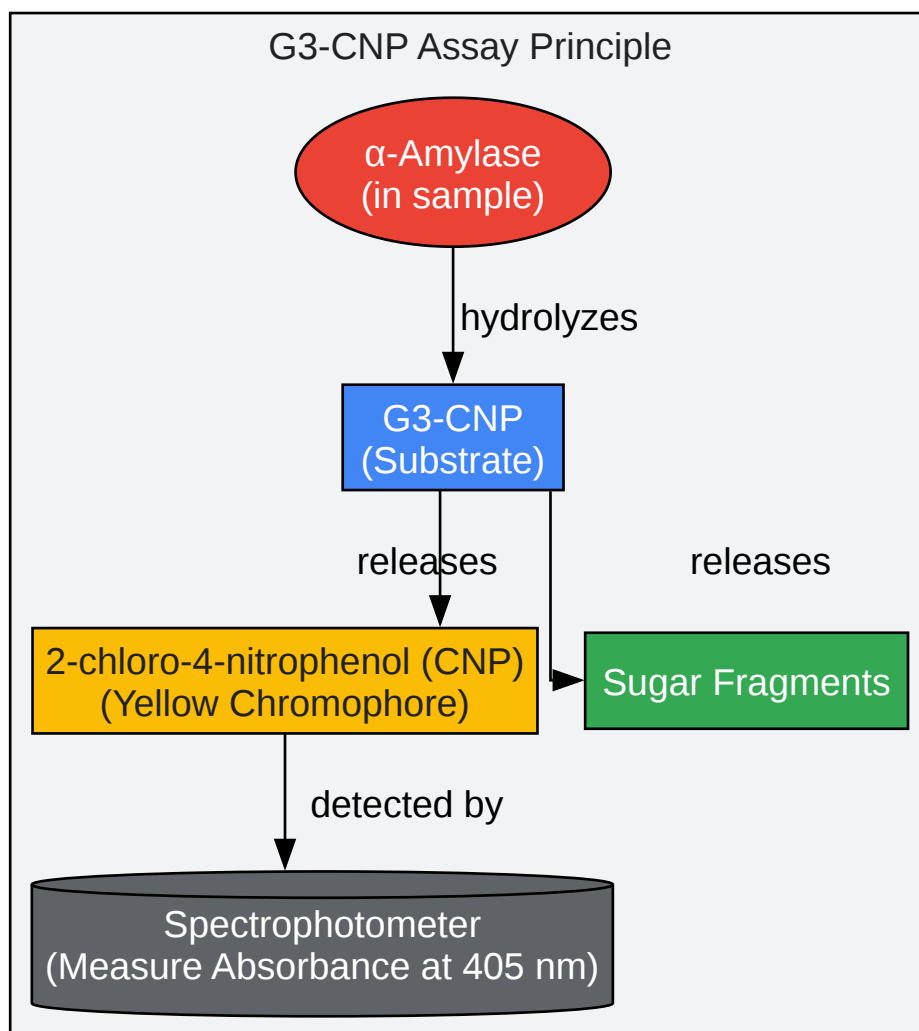 G3-CNP Assay Principle
α-Amylase
(in sample)
hydrolyzes
G3-CNP
(Substrate)
releases
releases
2-chloro-4-nitrophenol (CNP)
(Yellow Chromophore)
Sugar Fragments
detected by
Spectrophotometer
(Measure Absorbance at 405 nm)